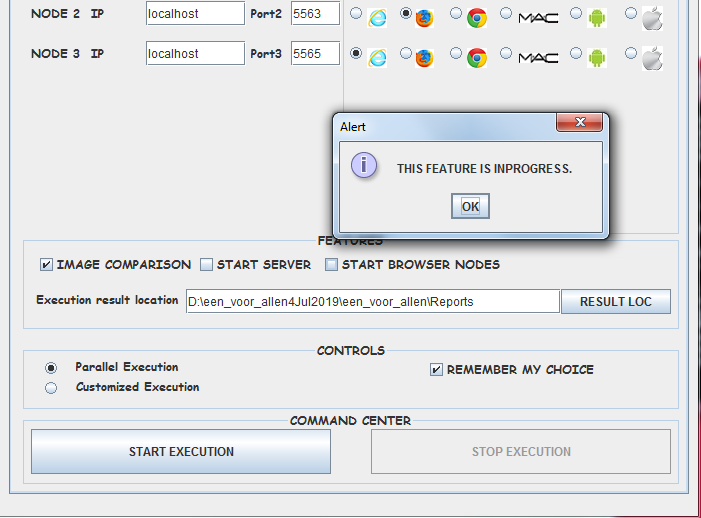 NODE 2 IP localhost Port2 5563 MAC
NODE 3 IP localhost Port3 5565 MAC
Alert
THIS FEATURE IS INPROGRESS.
OK
FEATURES
IMAGE COMPARISON START SERVER START BROWSER NODES
Execution result location D:\een_voor_allen4Jul2019\een_voor_allen\Reports RESULT LOC
CONTROLS
Parallel Execution REMEMBER MY CHOICE
Customized Execution
COMMAND CENTER
START EXECUTION STOP EXECUTION